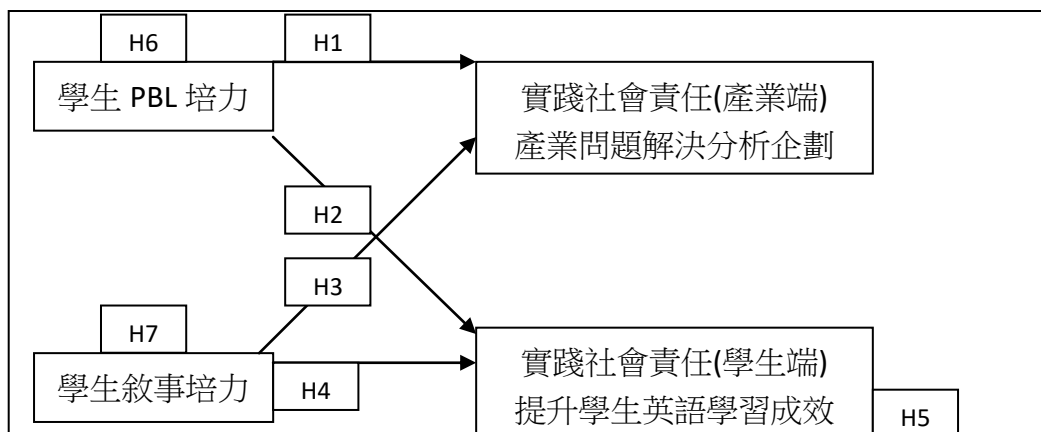 H6
H1
學生 PBL 培力
實踐社會責任(產業端)
產業問題解決分析企劃
H2
H3
H7
學生敘事培力
H4
實踐社會責任(學生端)
提升學生英語學習成效
H5